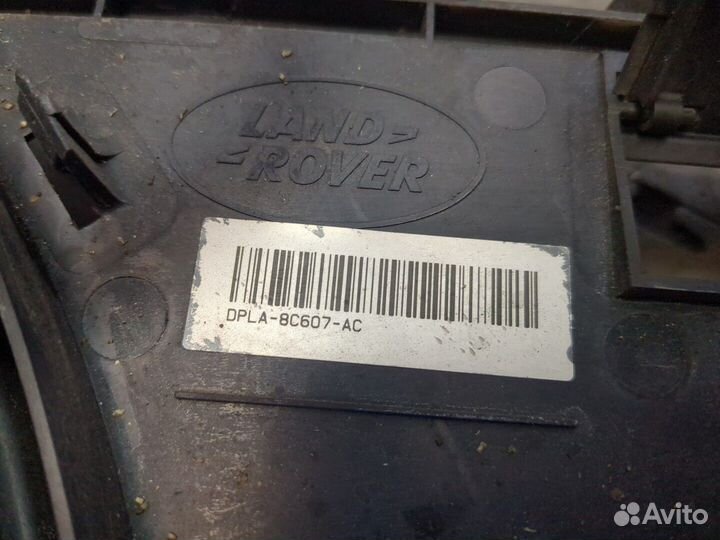 LAND
ROVER
DPLA-8C607-AC
Avito